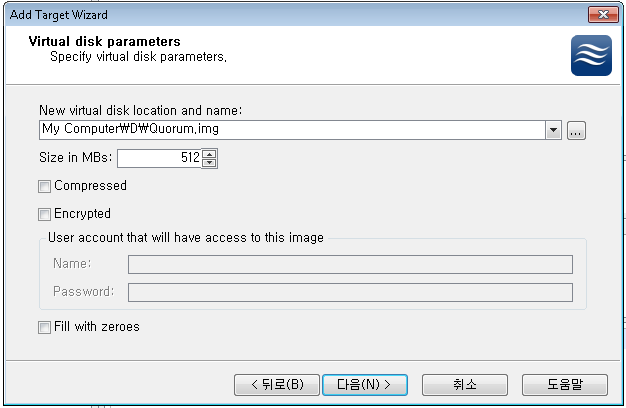 Add Target Wizard
Virtual disk parameters
Specify virtual disk parameters.
New virtual disk location and name:
My Computer₩D₩Quorum.img
...
Size in MBs: 512
Compressed
Encrypted
User account that will have access to this image
Name:
Password:
Fill with zeroes
< 뒤로(B) 다음(N) > 취소 도움말